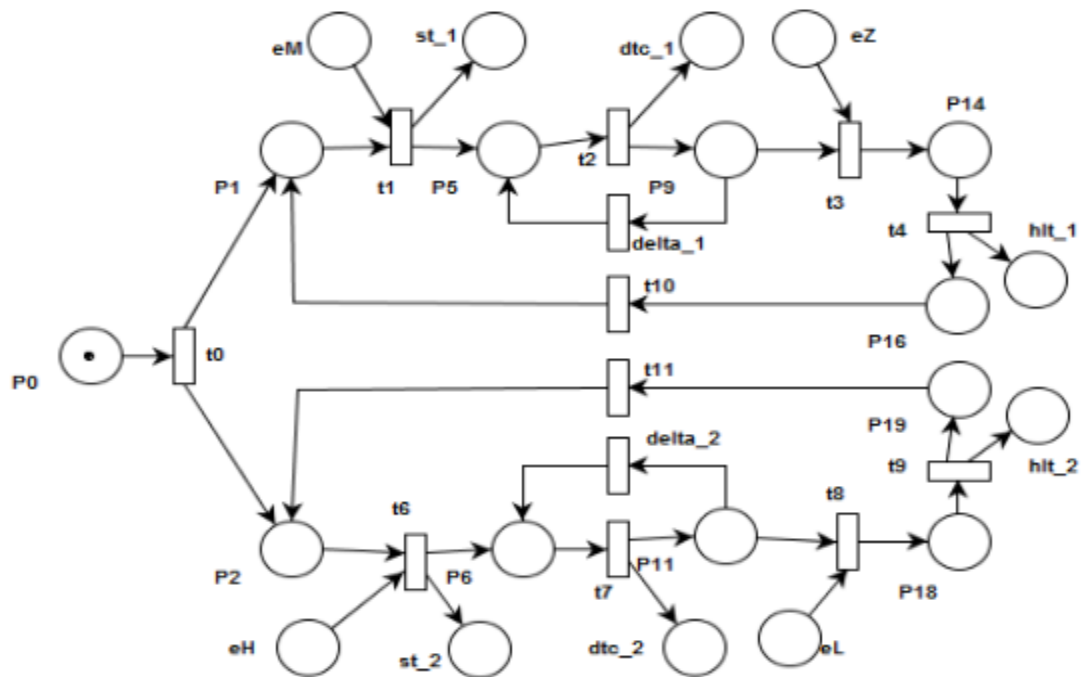 eM
st_1
dtc_1
eZ
P14
P1
t1
P5
t2
P9
t3
t4
hlt_1
delta_1
t10
P16
P0
t0
t11
P19
delta_2
t9
hlt_2
t6
t8
P2
P6
t7
P11
P18
eH
st_2
dtc_2
eL